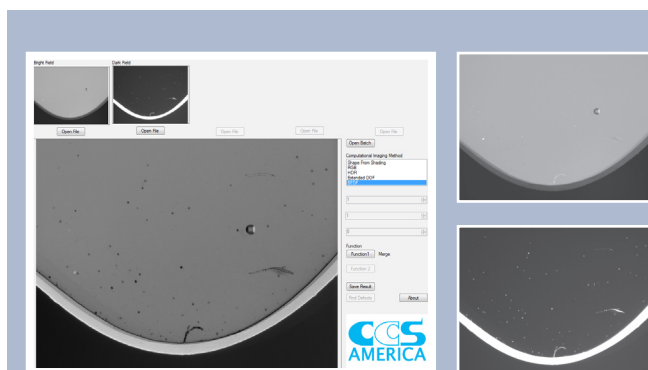 Bright Field Dark Field
Open File Open File Open File Open File Open File
Open Batch
Computational Imaging Method
Shape From Shading
RGB
HDR
Extended DOF
Function
Function1 Merge
Function 2
Save Result
Find Defects About
CCS
AMERICA